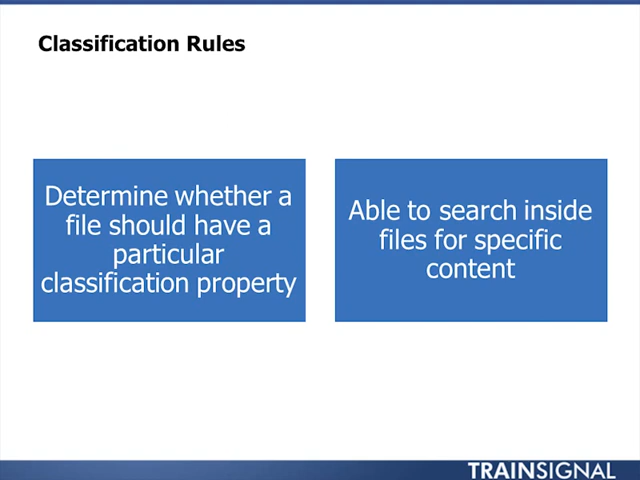 Classification Rules
Determine whether a
file should have a
particular
classification property
Able to search inside
files for specific
content
TRAINSIGNAL